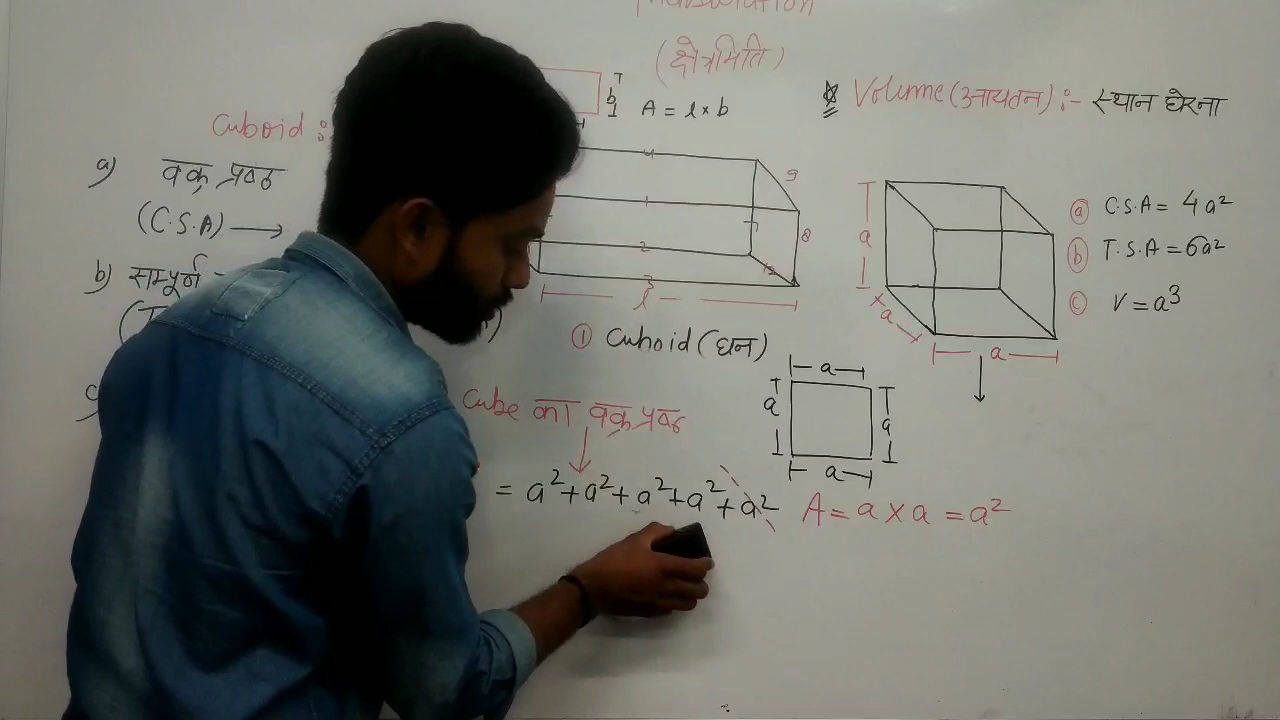 (क्षेत्रमिति)
b
A = l × b
Cuboid :
a) वक्र पृष्ठ
(C.S.A) →
b) सम्पूर्ण
l
① Cuboid (घन)
Volume (आयतन) :- स्थान घेरना
a
a
a
ⓐ C.S.A = 4a²
ⓑ T.S.A = 6a²
ⓒ V = a³
a
a
a
a
Cube का वक्र पृष्ठ
= a² + a² + a² + a² + a²
A = a × a = a²